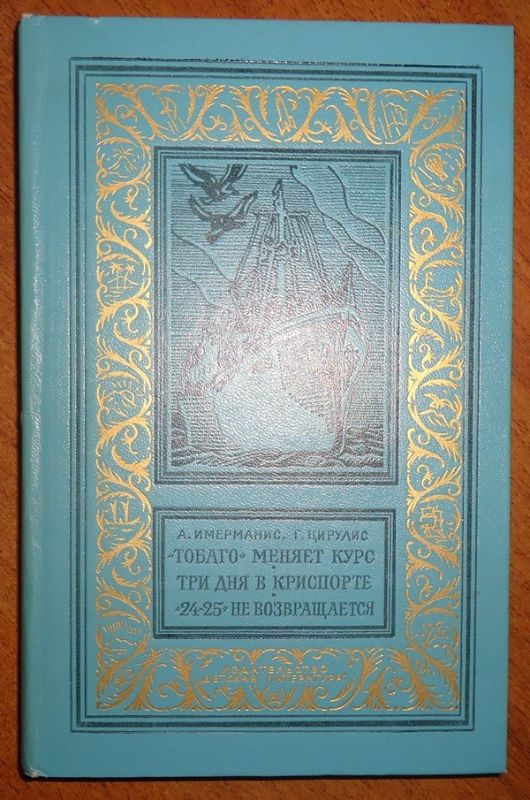 А. ИМЕРМАНИС, Г. ЦИРУЛИС
«ТОБАГО» МЕНЯЕТ КУРС
•
ТРИ ДНЯ В КРИСПОРТЕ
•
«24-25» НЕ ВОЗВРАЩАЕТСЯ
ИЗДАТЕЛЬСТВО
ДЕТСКАЯ ЛИТЕРАТУРА